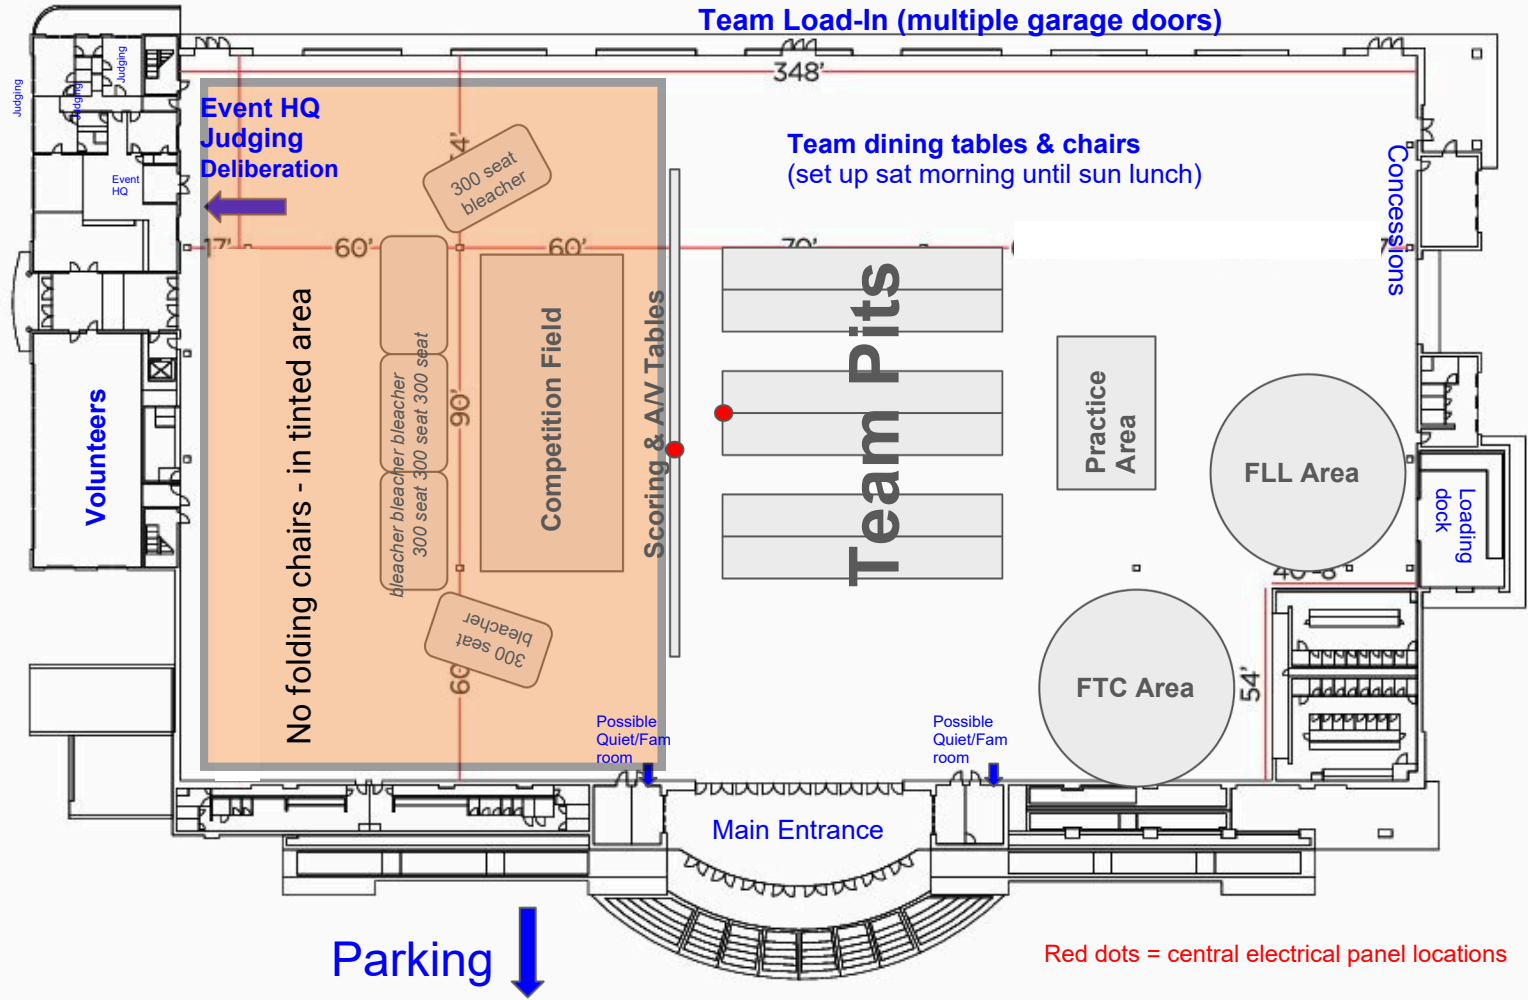 Team Load-In (multiple garage doors)
348'
Judging
Judging
Judging
Event
HQ
Event HQ
Judging
Deliberation
300 seat
bleacher
Team dining tables & chairs
(set up sat morning until sun lunch)
Concessions
17'
60'
60'
70'
No folding chairs - in tinted area
bleacher bleacher bleacher
300 seat 300 seat 300 seat
90'
Competition Field
Scoring & A/V Tables
Team Pits
Practice
Area
FLL Area
Loading
dock
Volunteers
300 seat
bleacher
60
FTC Area
54'
Possible
Quiet/Fam
room
Possible
Quiet/Fam
room
Main Entrance
Parking
Red dots = central electrical panel locations